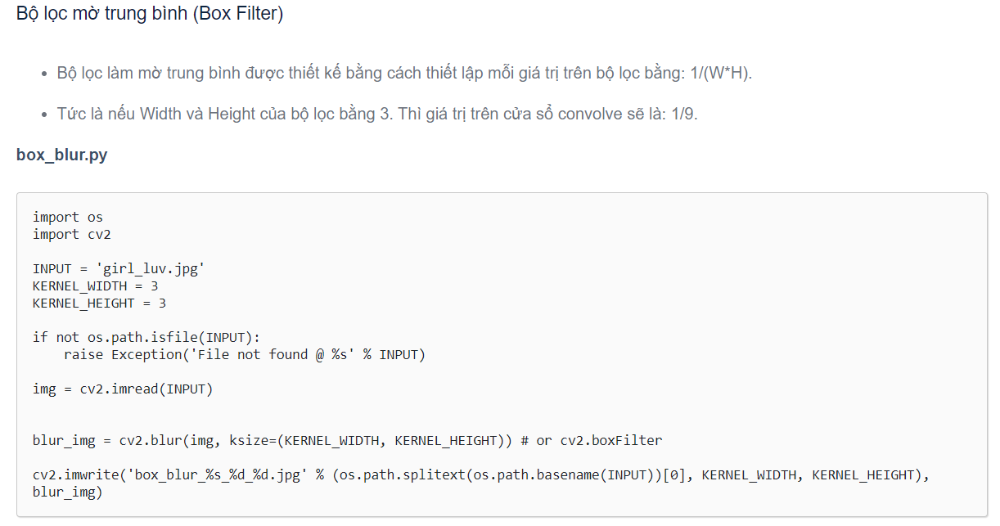 Bộ lọc mờ trung bình (Box Filter)
Bộ lọc làm mờ trung bình được thiết kế bằng cách thiết lập mỗi giá trị trên bộ lọc bằng: 1/(W*H).
Tức là nếu Width và Height của bộ lọc bằng 3. Thì giá trị trên cửa sổ convolve sẽ là: 1/9.
box_blur.py
import os
import cv2
INPUT = 'girl_luv.jpg'
KERNEL_WIDTH = 3
KERNEL_HEIGHT = 3
if not os.path.isfile(INPUT):
    raise Exception('File not found @ %s' % INPUT)
img = cv2.imread(INPUT)
blur_img = cv2.blur(img, ksize=(KERNEL_WIDTH, KERNEL_HEIGHT)) # or cv2.boxFilter
cv2.imwrite('box_blur_%s_%d_%d.jpg' % (os.path.splitext(os.path.basename(INPUT))[0], KERNEL_WIDTH, KERNEL_HEIGHT),
blur_img)